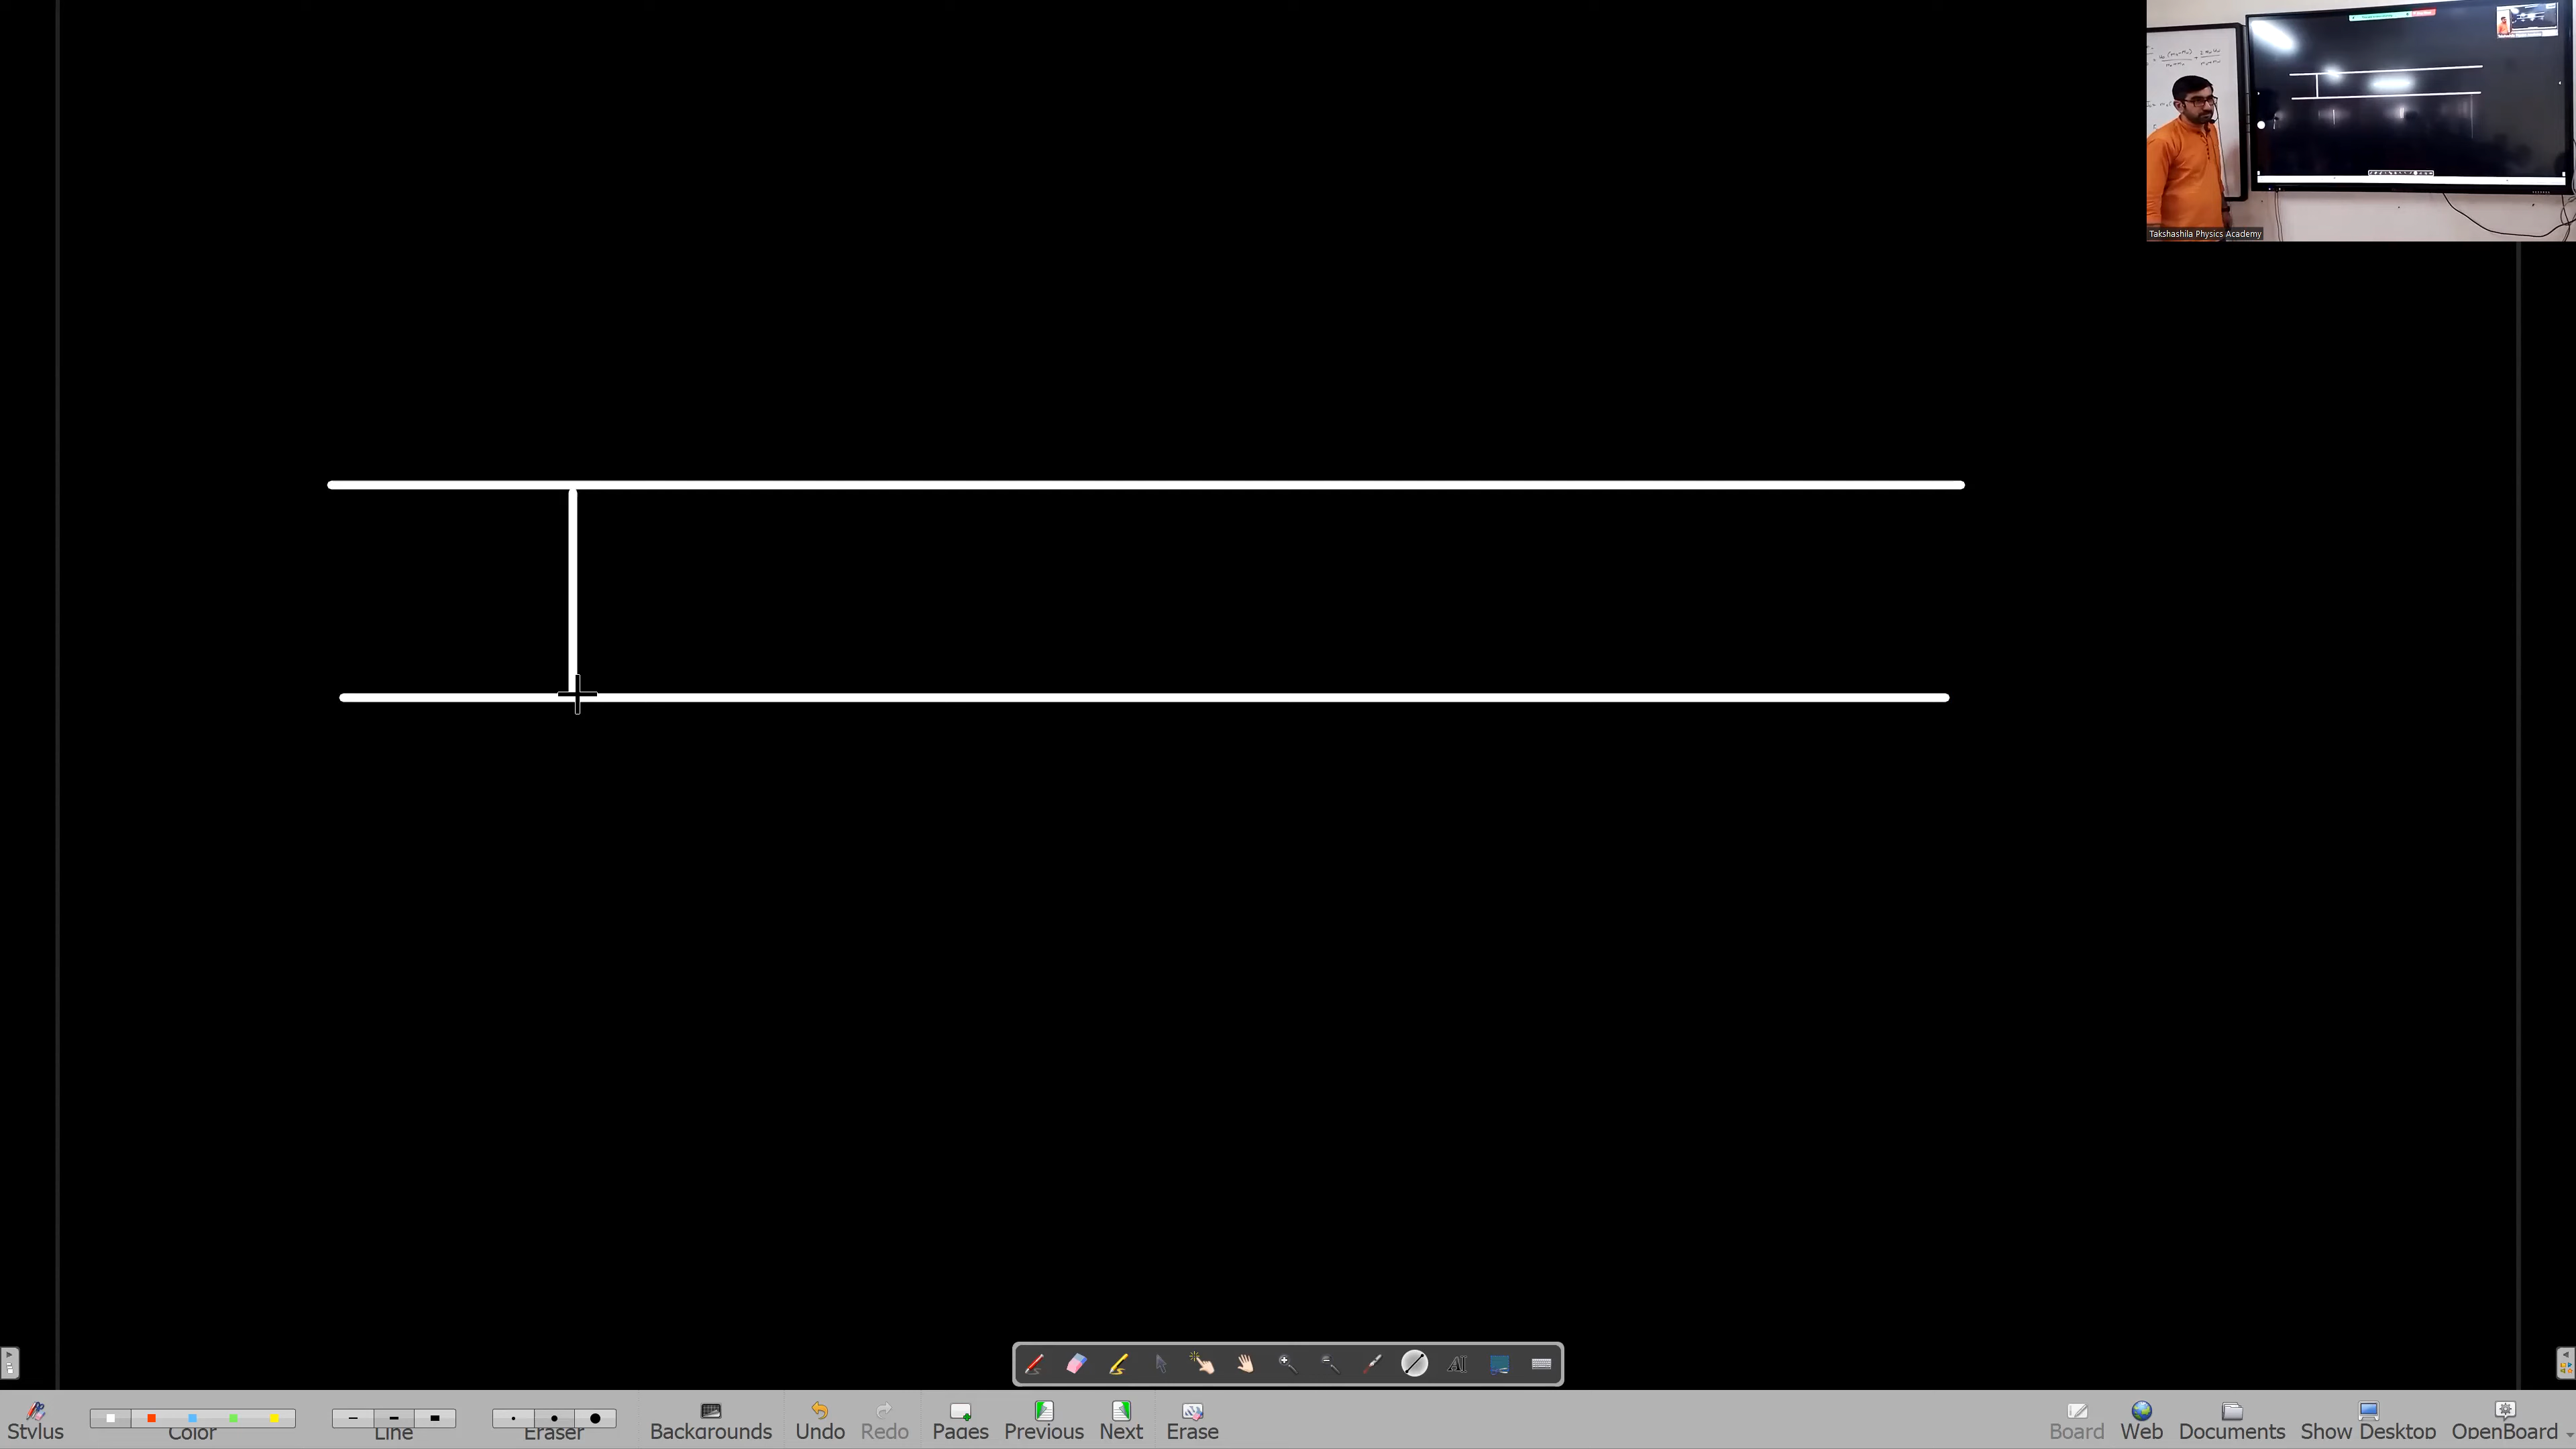 Takshashila Physics Academy
Stylus
Color
Line
Eraser
Backgrounds
Undo
Redo
Pages
Previous
Next
Erase
Board
Web
Documents
Show Desktop
OpenBoard
AI